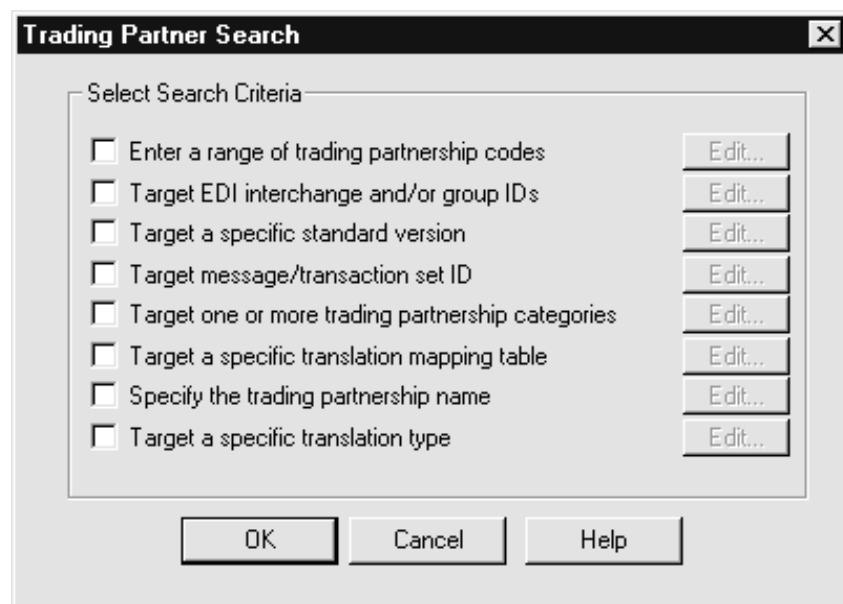 Trading Partner Search
Select Search Criteria
Enter a range of trading partnership codes Edit...
Target EDI interchange and/or group IDs Edit...
Target a specific standard version Edit...
Target message/transaction set ID Edit...
Target one or more trading partnership categories Edit...
Target a specific translation mapping table Edit...
Specify the trading partnership name Edit...
Target a specific translation type Edit...
OK Cancel Help